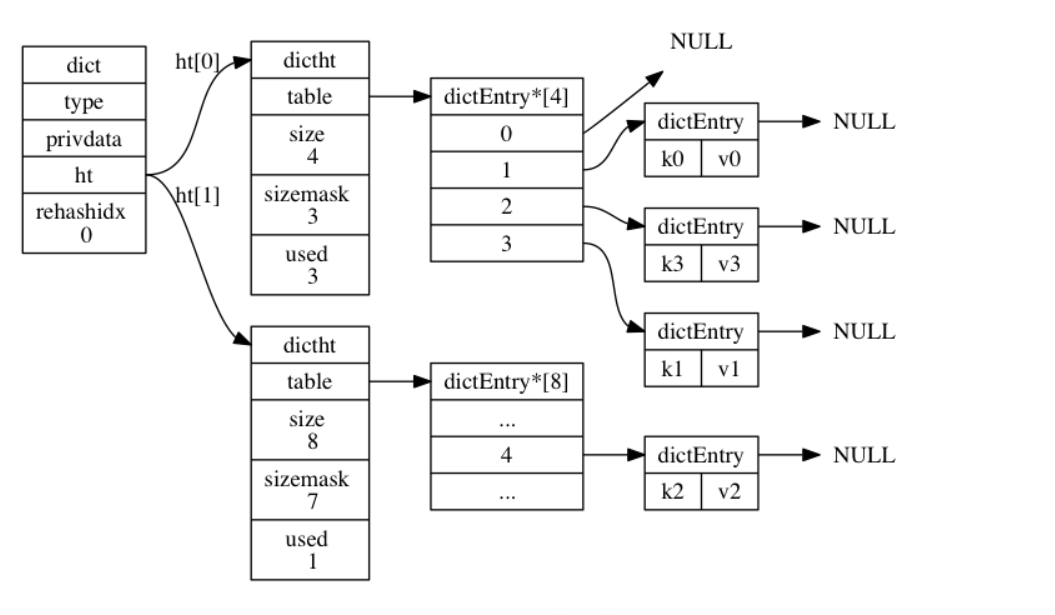 dict
type
privdata
ht
rehashidx
0
ht[0]
ht[1]
dictht
table
size
4
sizemask
3
used
3
dictEntry*[4]
0
1
2
3
NULL
dictEntry
k0 v0
NULL
dictEntry
k3 v3
NULL
dictEntry
k1 v1
NULL
dictht
table
size
8
sizemask
7
used
1
dictEntry*[8]
...
4
...
dictEntry
k2 v2
NULL